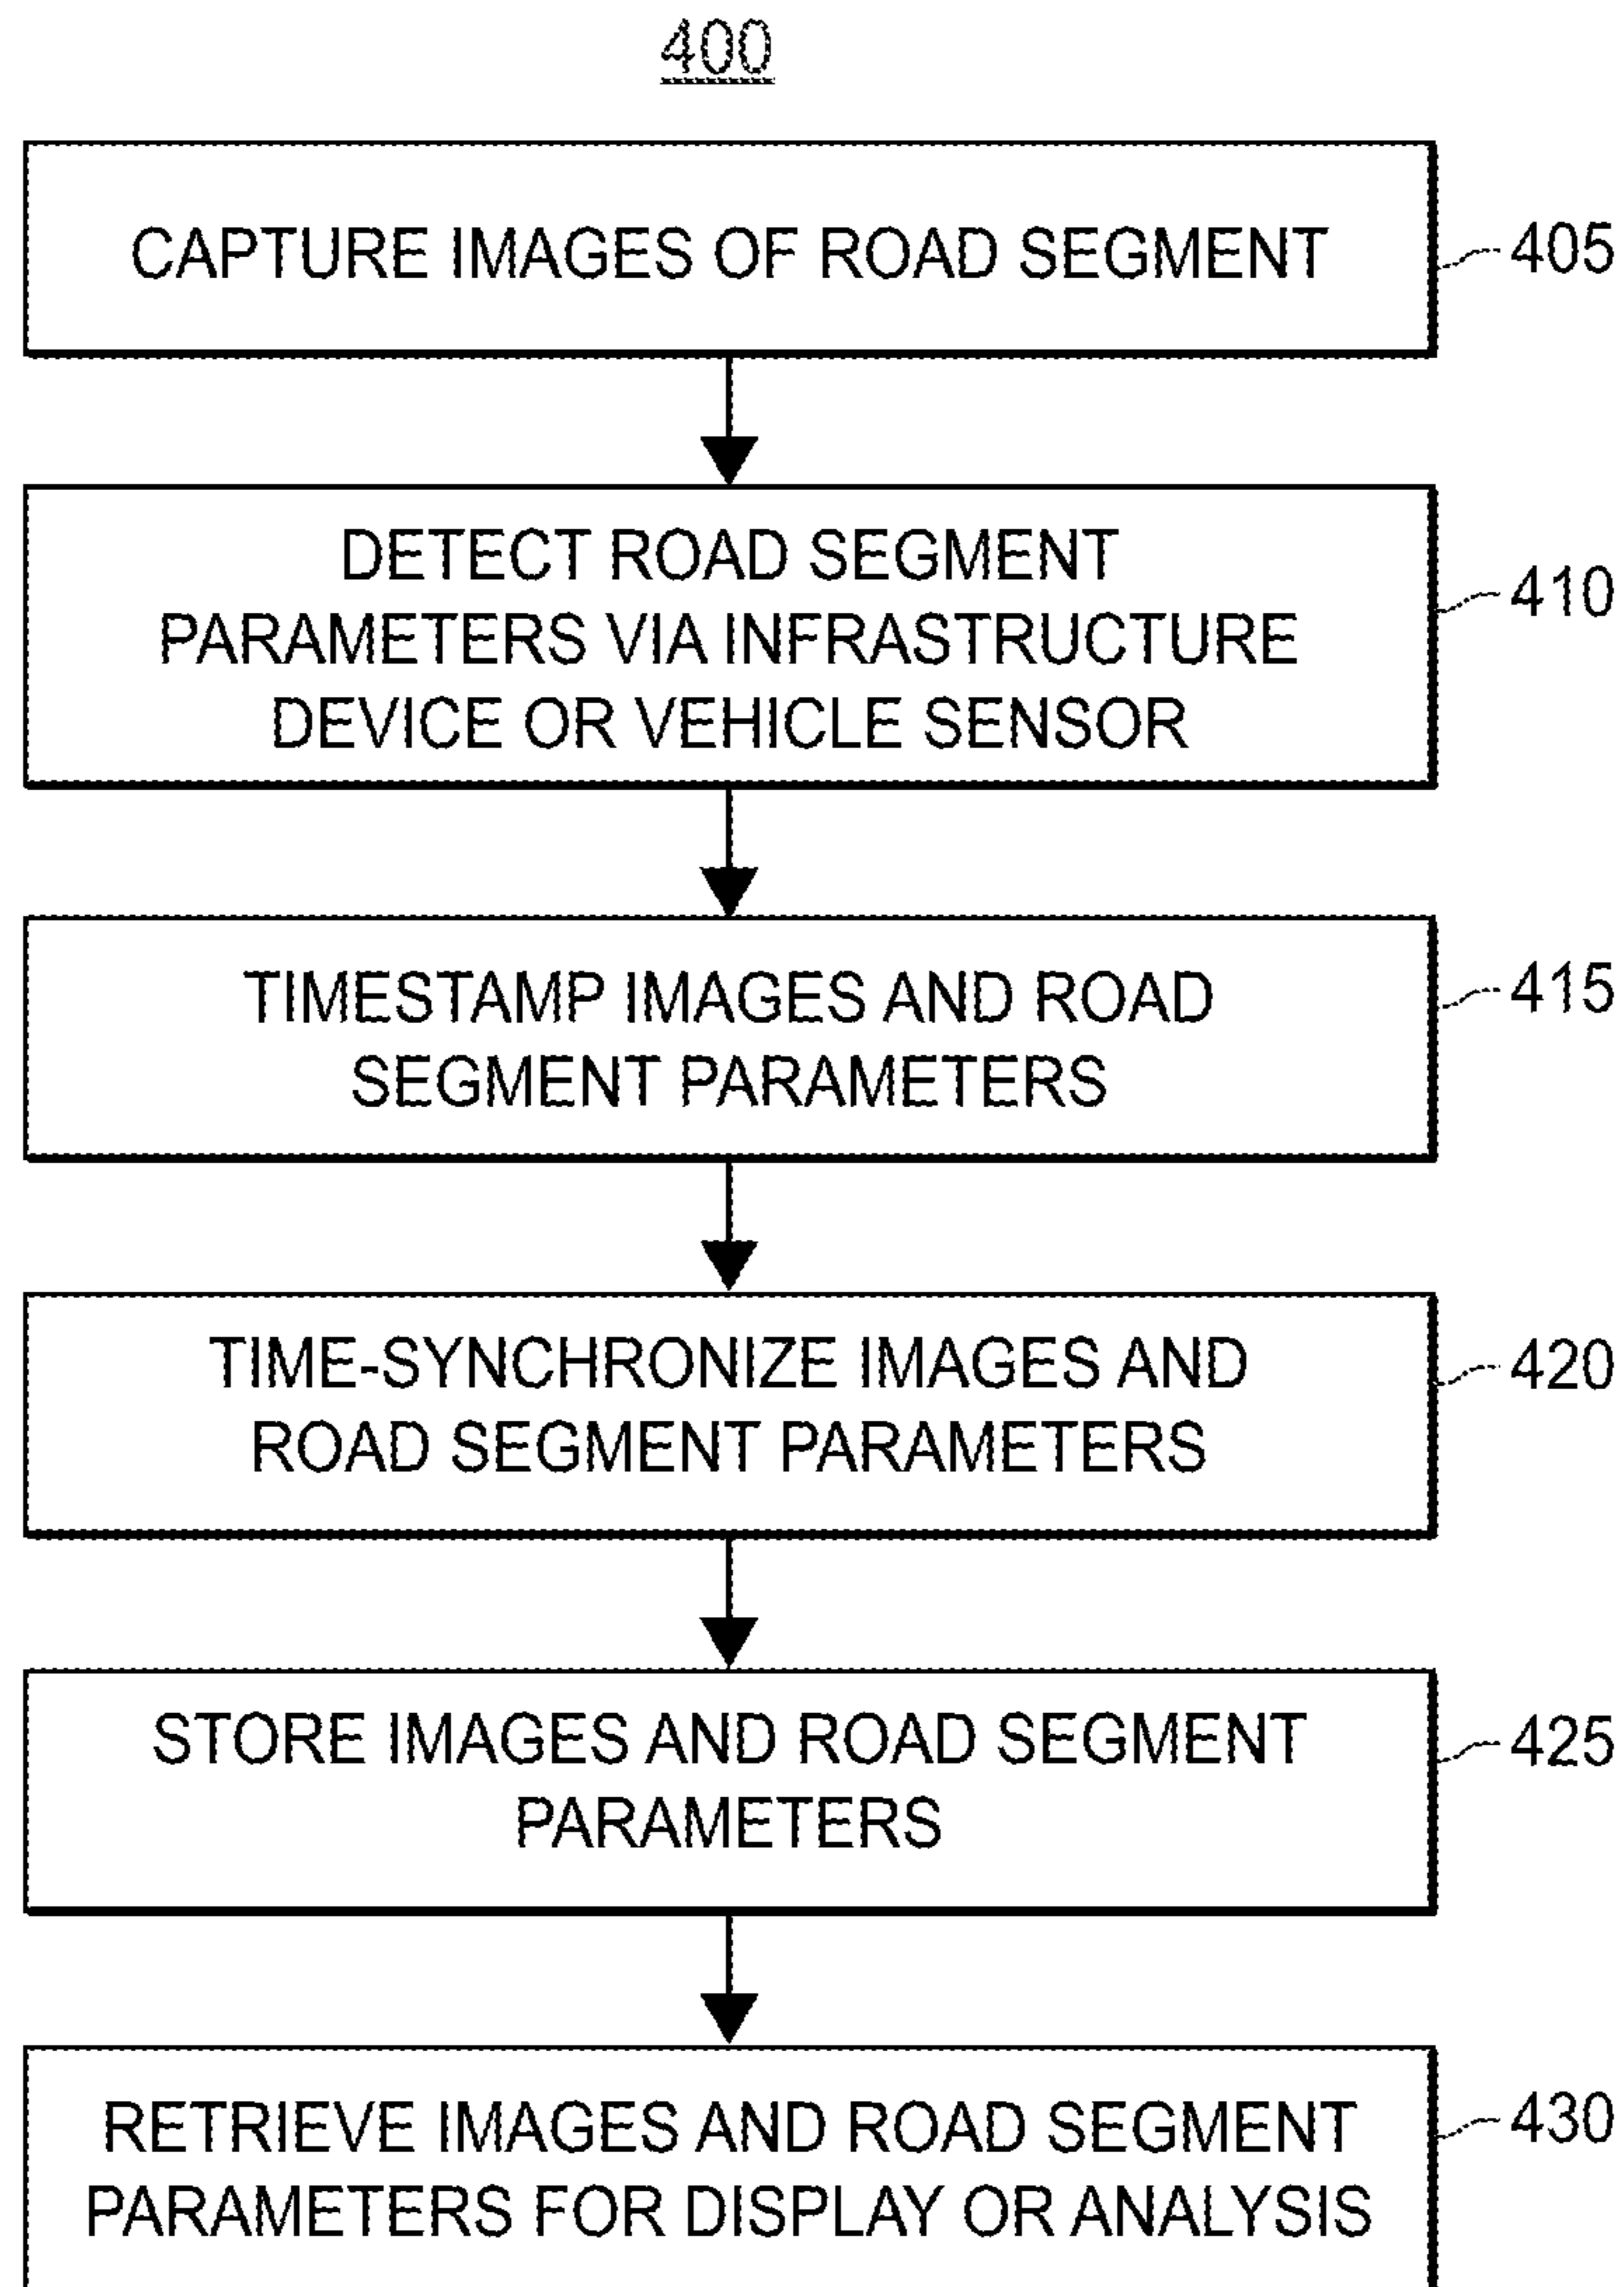 400
CAPTURE IMAGES OF ROAD SEGMENT
405
DETECT ROAD SEGMENT
PARAMETERS VIA INFRASTRUCTURE
DEVICE OR VEHICLE SENSOR
410
TIMESTAMP IMAGES AND ROAD
SEGMENT PARAMETERS
415
TIME-SYNCHRONIZE IMAGES AND
ROAD SEGMENT PARAMETERS
420
STORE IMAGES AND ROAD SEGMENT
PARAMETERS
425
RETRIEVE IMAGES AND ROAD SEGMENT
PARAMETERS FOR DISPLAY OR ANALYSIS
430